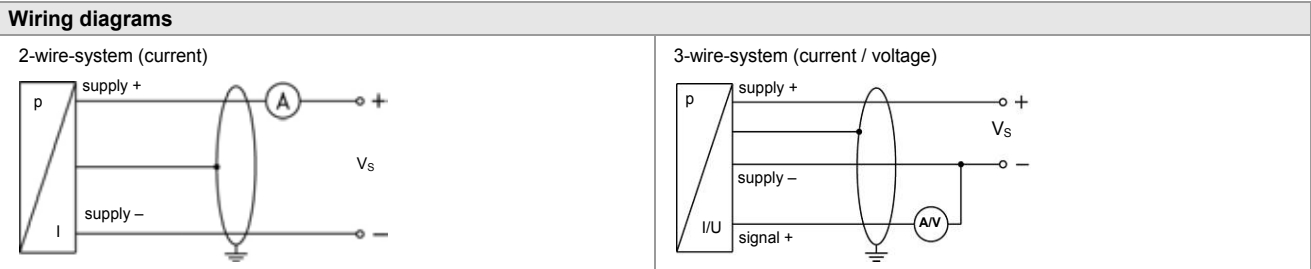 Wiring diagrams
2-wire-system (current)
supply +
p
A
+
Vs
supply –
I
–
3-wire-system (current / voltage)
supply +
p
+
Vs
–
supply –
I/U
A/V
signal +